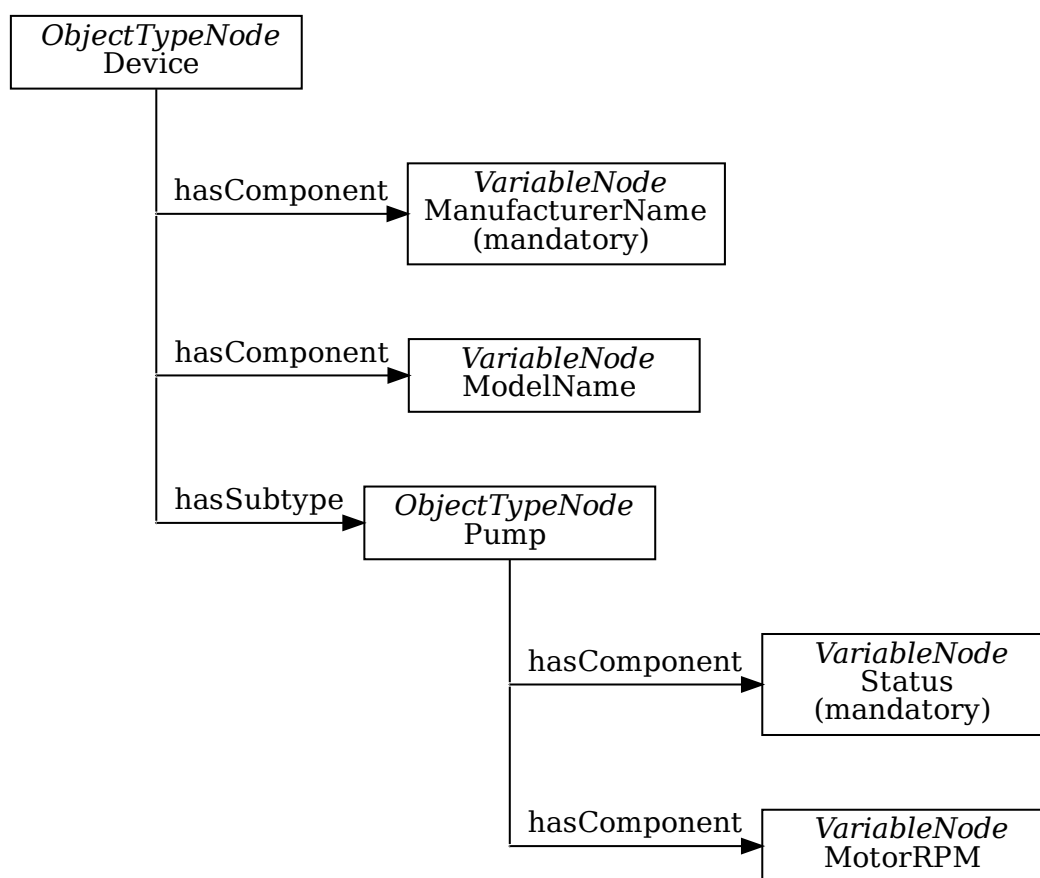 ObjectTypeNode
Device
hasComponent
VariableNode
ManufacturerName
(mandatory)
hasComponent
VariableNode
ModelName
hasSubtype
ObjectTypeNode
Pump
hasComponent
VariableNode
Status
(mandatory)
hasComponent
VariableNode
MotorRPM